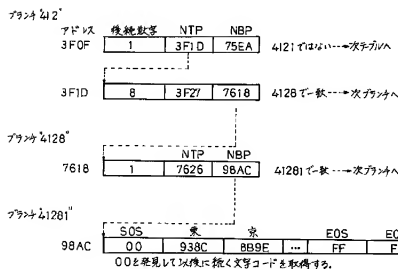 ブランチ"412"
アドレス 後続数字 NTP NBP
3F0F 1 3F1D 75EA 4121ではない---→次テーブルへ
3F1D 8 3F27 7618 4128で一致---→次ブランチへ
ブランチ"4128"
NTP NBP
7618 1 7626 98AC 41281で一致---→次ブランチへ
ブランチ"41281"
SOS 東 京 EOS E
98AC 00 938C 8B9E … FF F
00を発見して以後に続く文字コードを取得する.